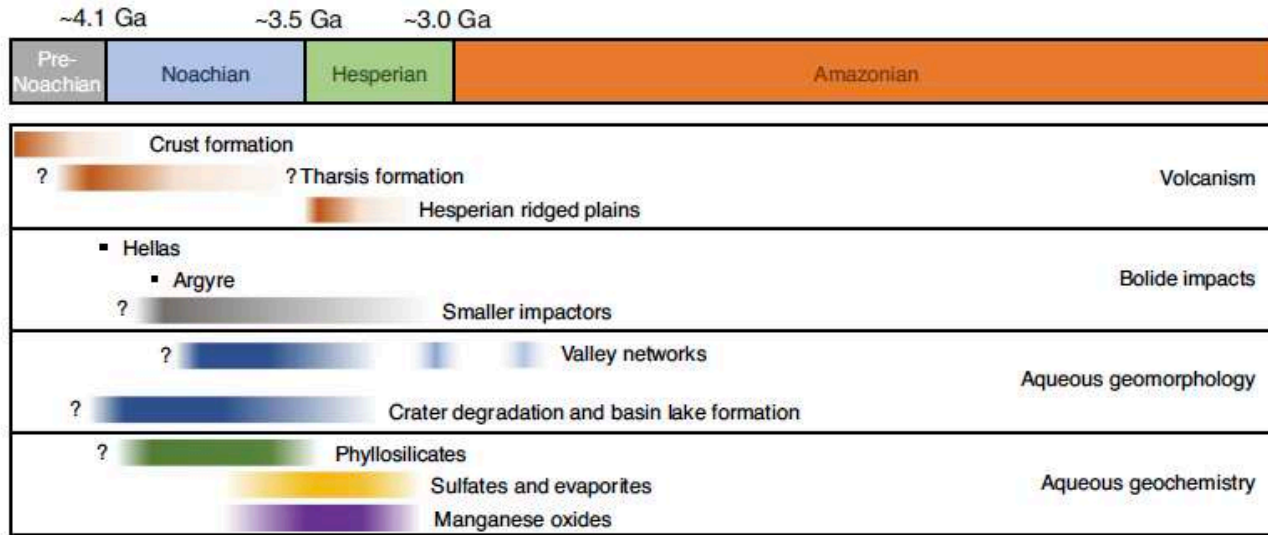 ~4.1 Ga ~3.5 Ga ~3.0 Ga
Pre-
Noachian
Noachian
Hesperian
Amazonian
Crust formation
? ? Tharsis formation
Volcanism
Hesperian ridged plains
Hellas
Argyre
Bolide impacts
? Smaller impactors
? Valley networks
Aqueous geomorphology
? Crater degradation and basin lake formation
? Phyllosilicates
Sulfates and evaporites
Aqueous geochemistry
Manganese oxides